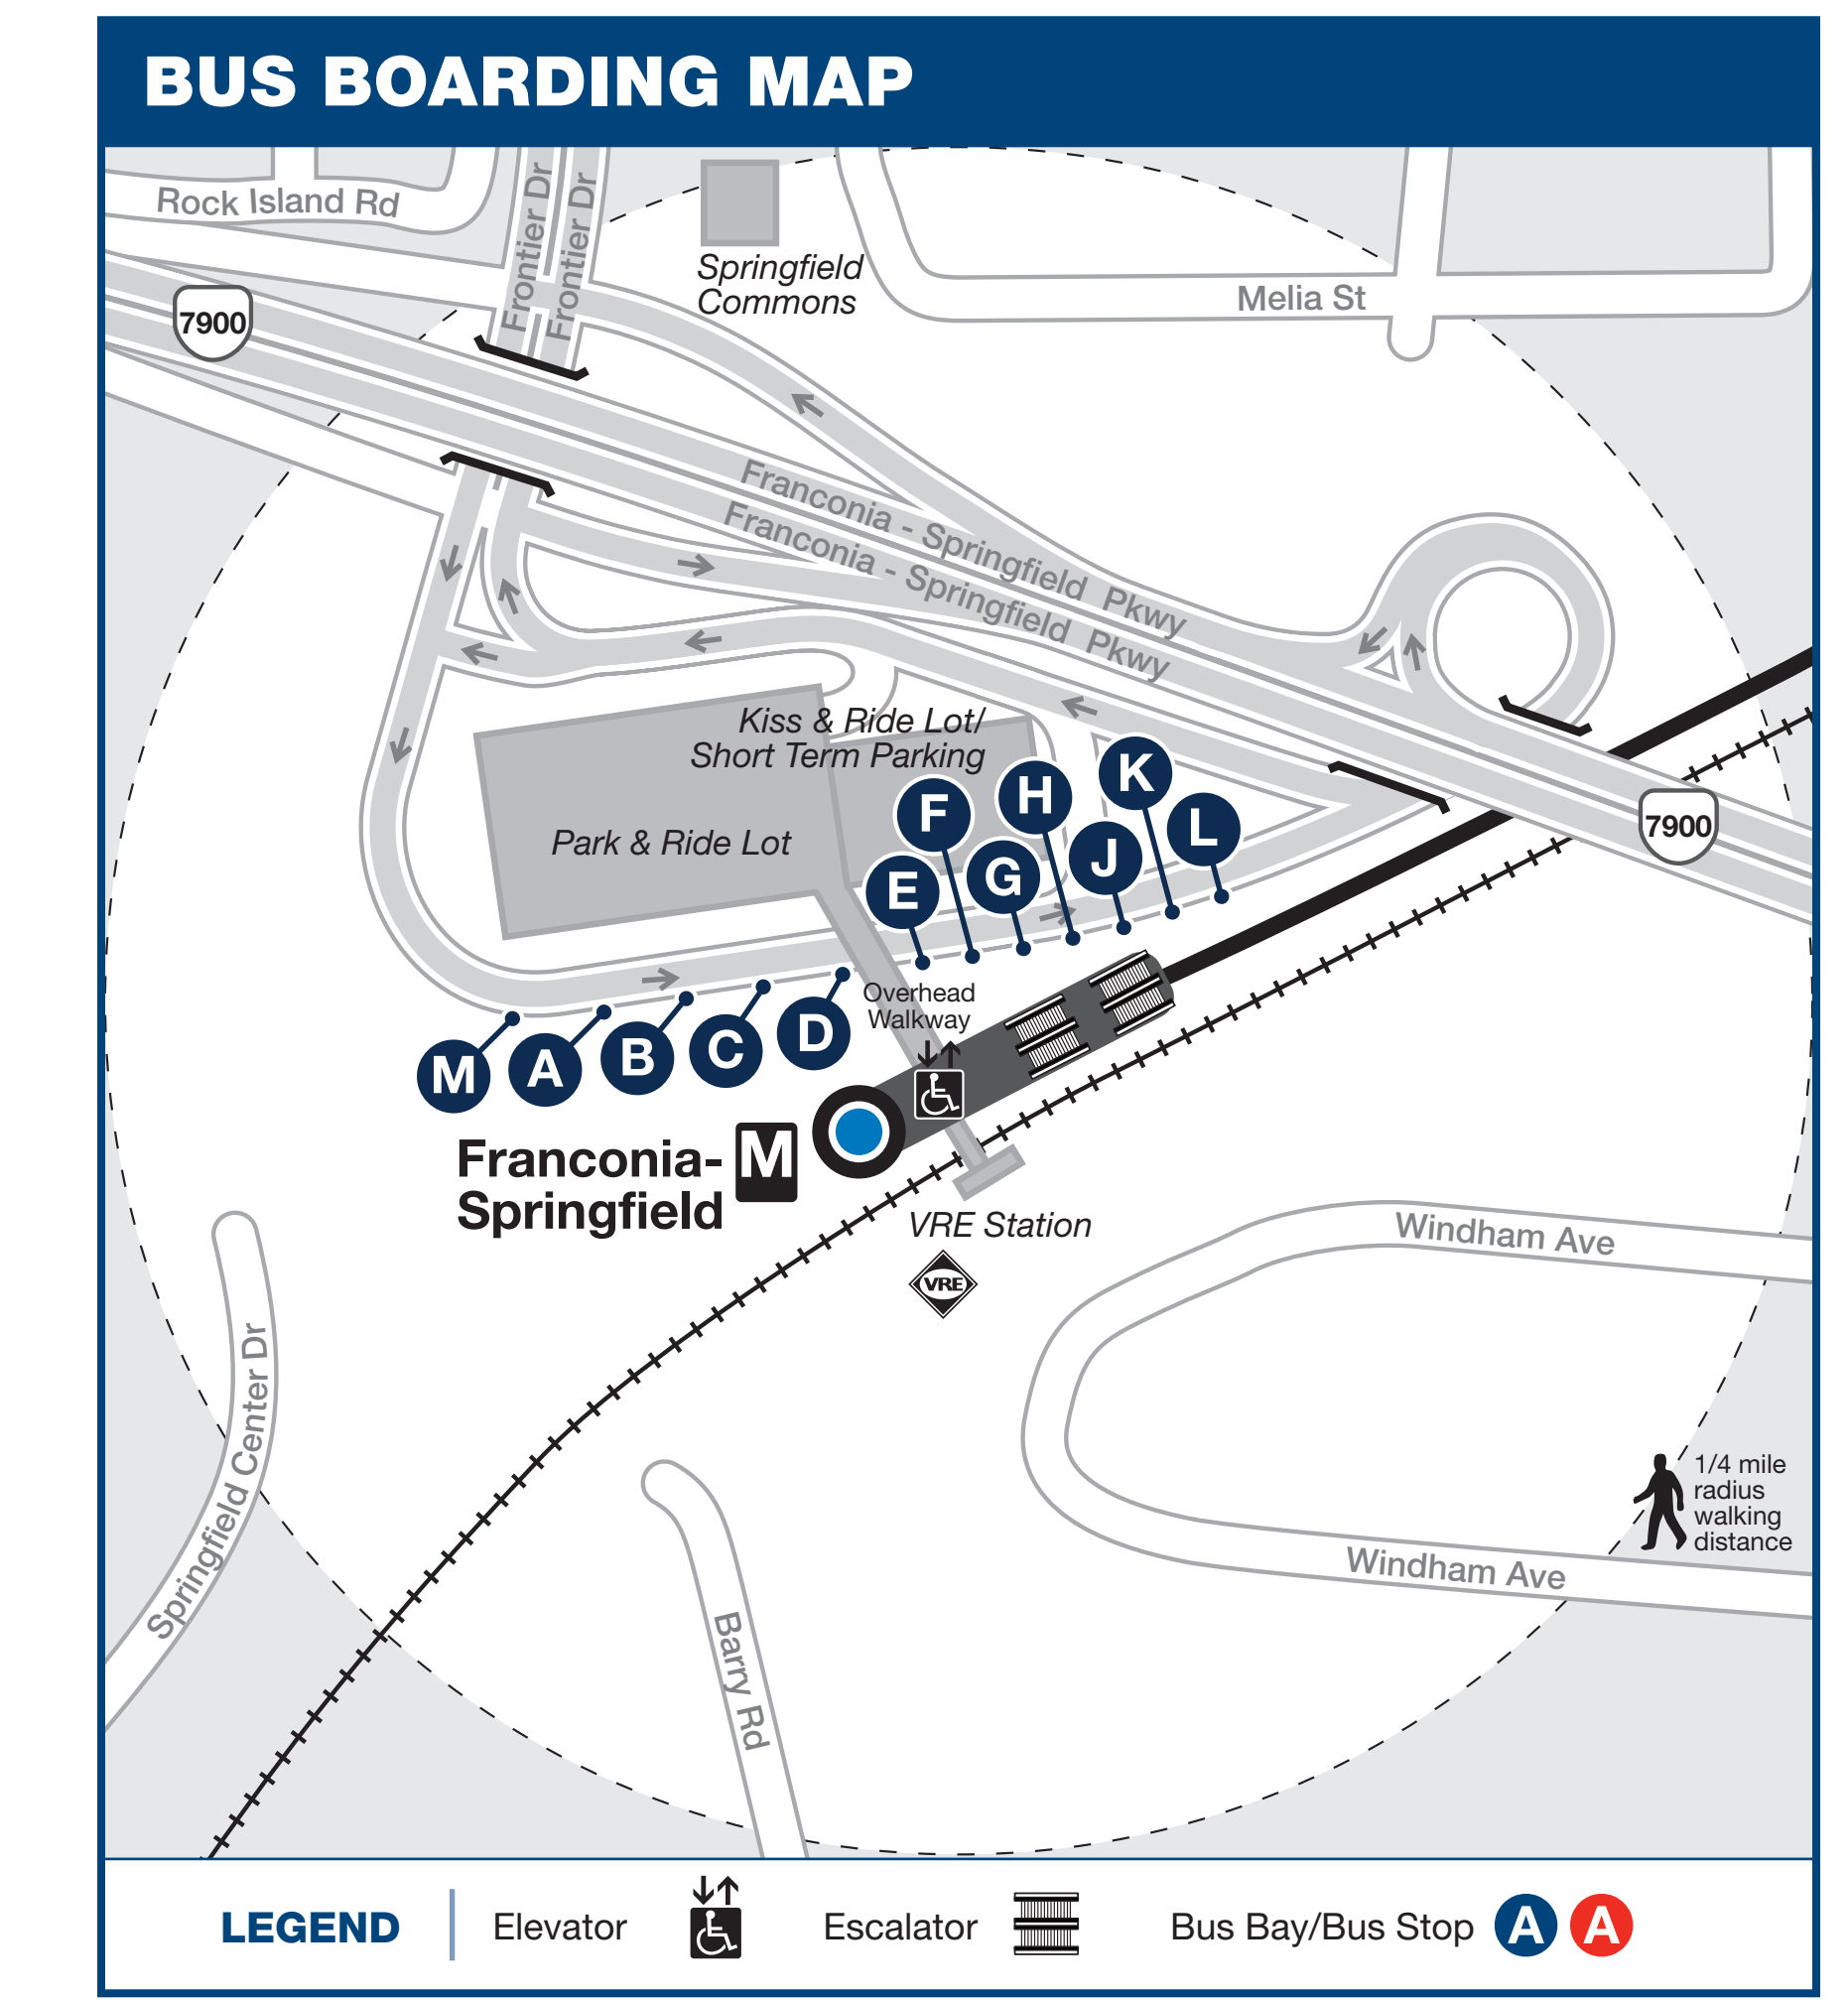 BUS BOARDING MAP
Rock Island Rd
Frontier Dr
Frontier Dr
Springfield
Commons
Melia St
7900
Franconia - Springfield Pkwy
Franconia - Springfield Pkwy
Kiss & Ride Lot/
Short Term Parking
Park & Ride Lot
7900
K
H
F
L
J
G
E
D
C
B
A
M
Overhead
Walkway
Franconia-
Springfield
M
VRE Station
VRE
Windham Ave
Springfield Center Dr
Barry Rd
Windham Ave
1/4 mile
radius
walking
distance
LEGEND
Elevator
Escalator
Bus Bay/Bus Stop
A
A